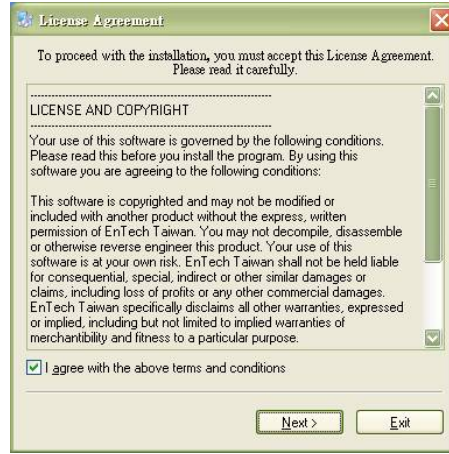 License Agreement
To proceed with the installation, you must accept this License Agreement.
Please read it carefully.
----------------------------------------------------------------
LICENSE AND COPYRIGHT
----------------------------------------------------------------
Your use of this software is governed by the following conditions.
Please read this before you install the program. By using this
software you are agreeing to the following conditions:
This software is copyrighted and may not be modified or
included with another product without the express, written
permission of EnTech Taiwan. You may not decompile, disassemble
or otherwise reverse engineer this product. Your use of this
software is at your own risk. EnTech Taiwan shall not be held liable
for consequential, special, indirect or other similar damages or
claims, including loss of profits or any other commercial damages.
EnTech Taiwan specifically disclaims all other warranties, expressed
or implied, including but not limited to implied warranties of
merchantibility and fitness to a particular purpose.
I agree with the above terms and conditions
Next >
Exit